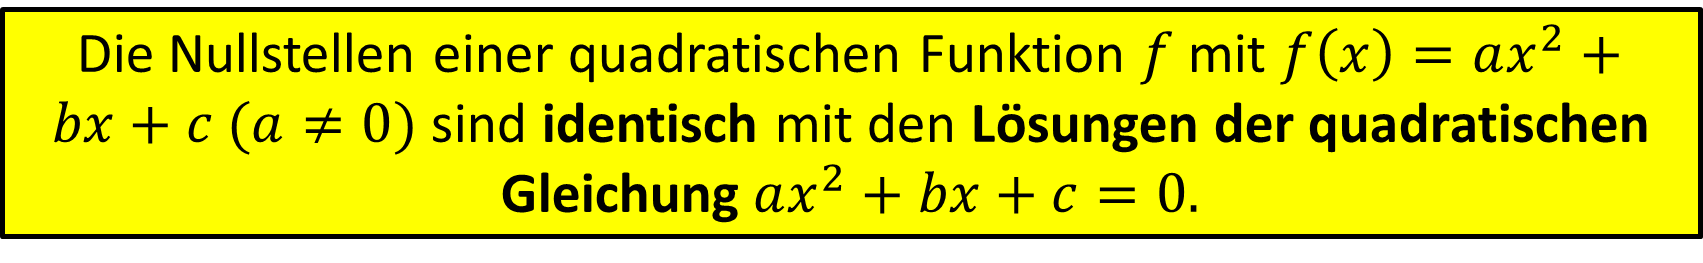 Die Nullstellen einer quadratischen Funktion 𝑓 mit 𝑓(𝑥) = 𝑎𝑥² +
𝑏𝑥 + 𝑐 (𝑎 ≠ 0) sind identisch mit den Lösungen der quadratischen
Gleichung 𝑎𝑥² + 𝑏𝑥 + 𝑐 = 0.